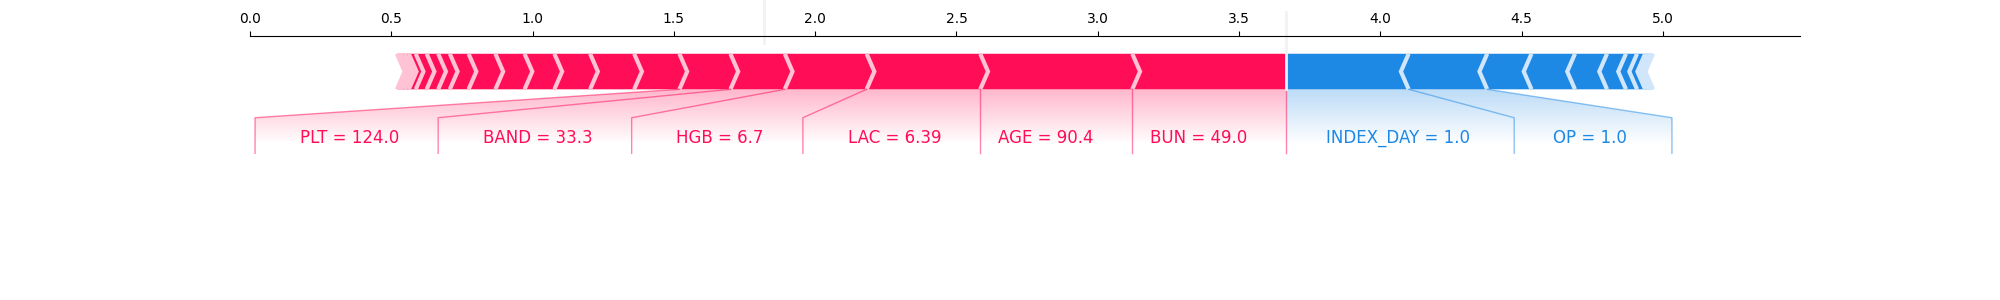 0.0 0.5 1.0 1.5 2.0 2.5 3.0 3.5 4.0 4.5 5.0
PLT = 124.0 BAND = 33.3 HGB = 6.7 LAC = 6.39 AGE = 90.4 BUN = 49.0 INDEX_DAY = 1.0 OP = 1.0